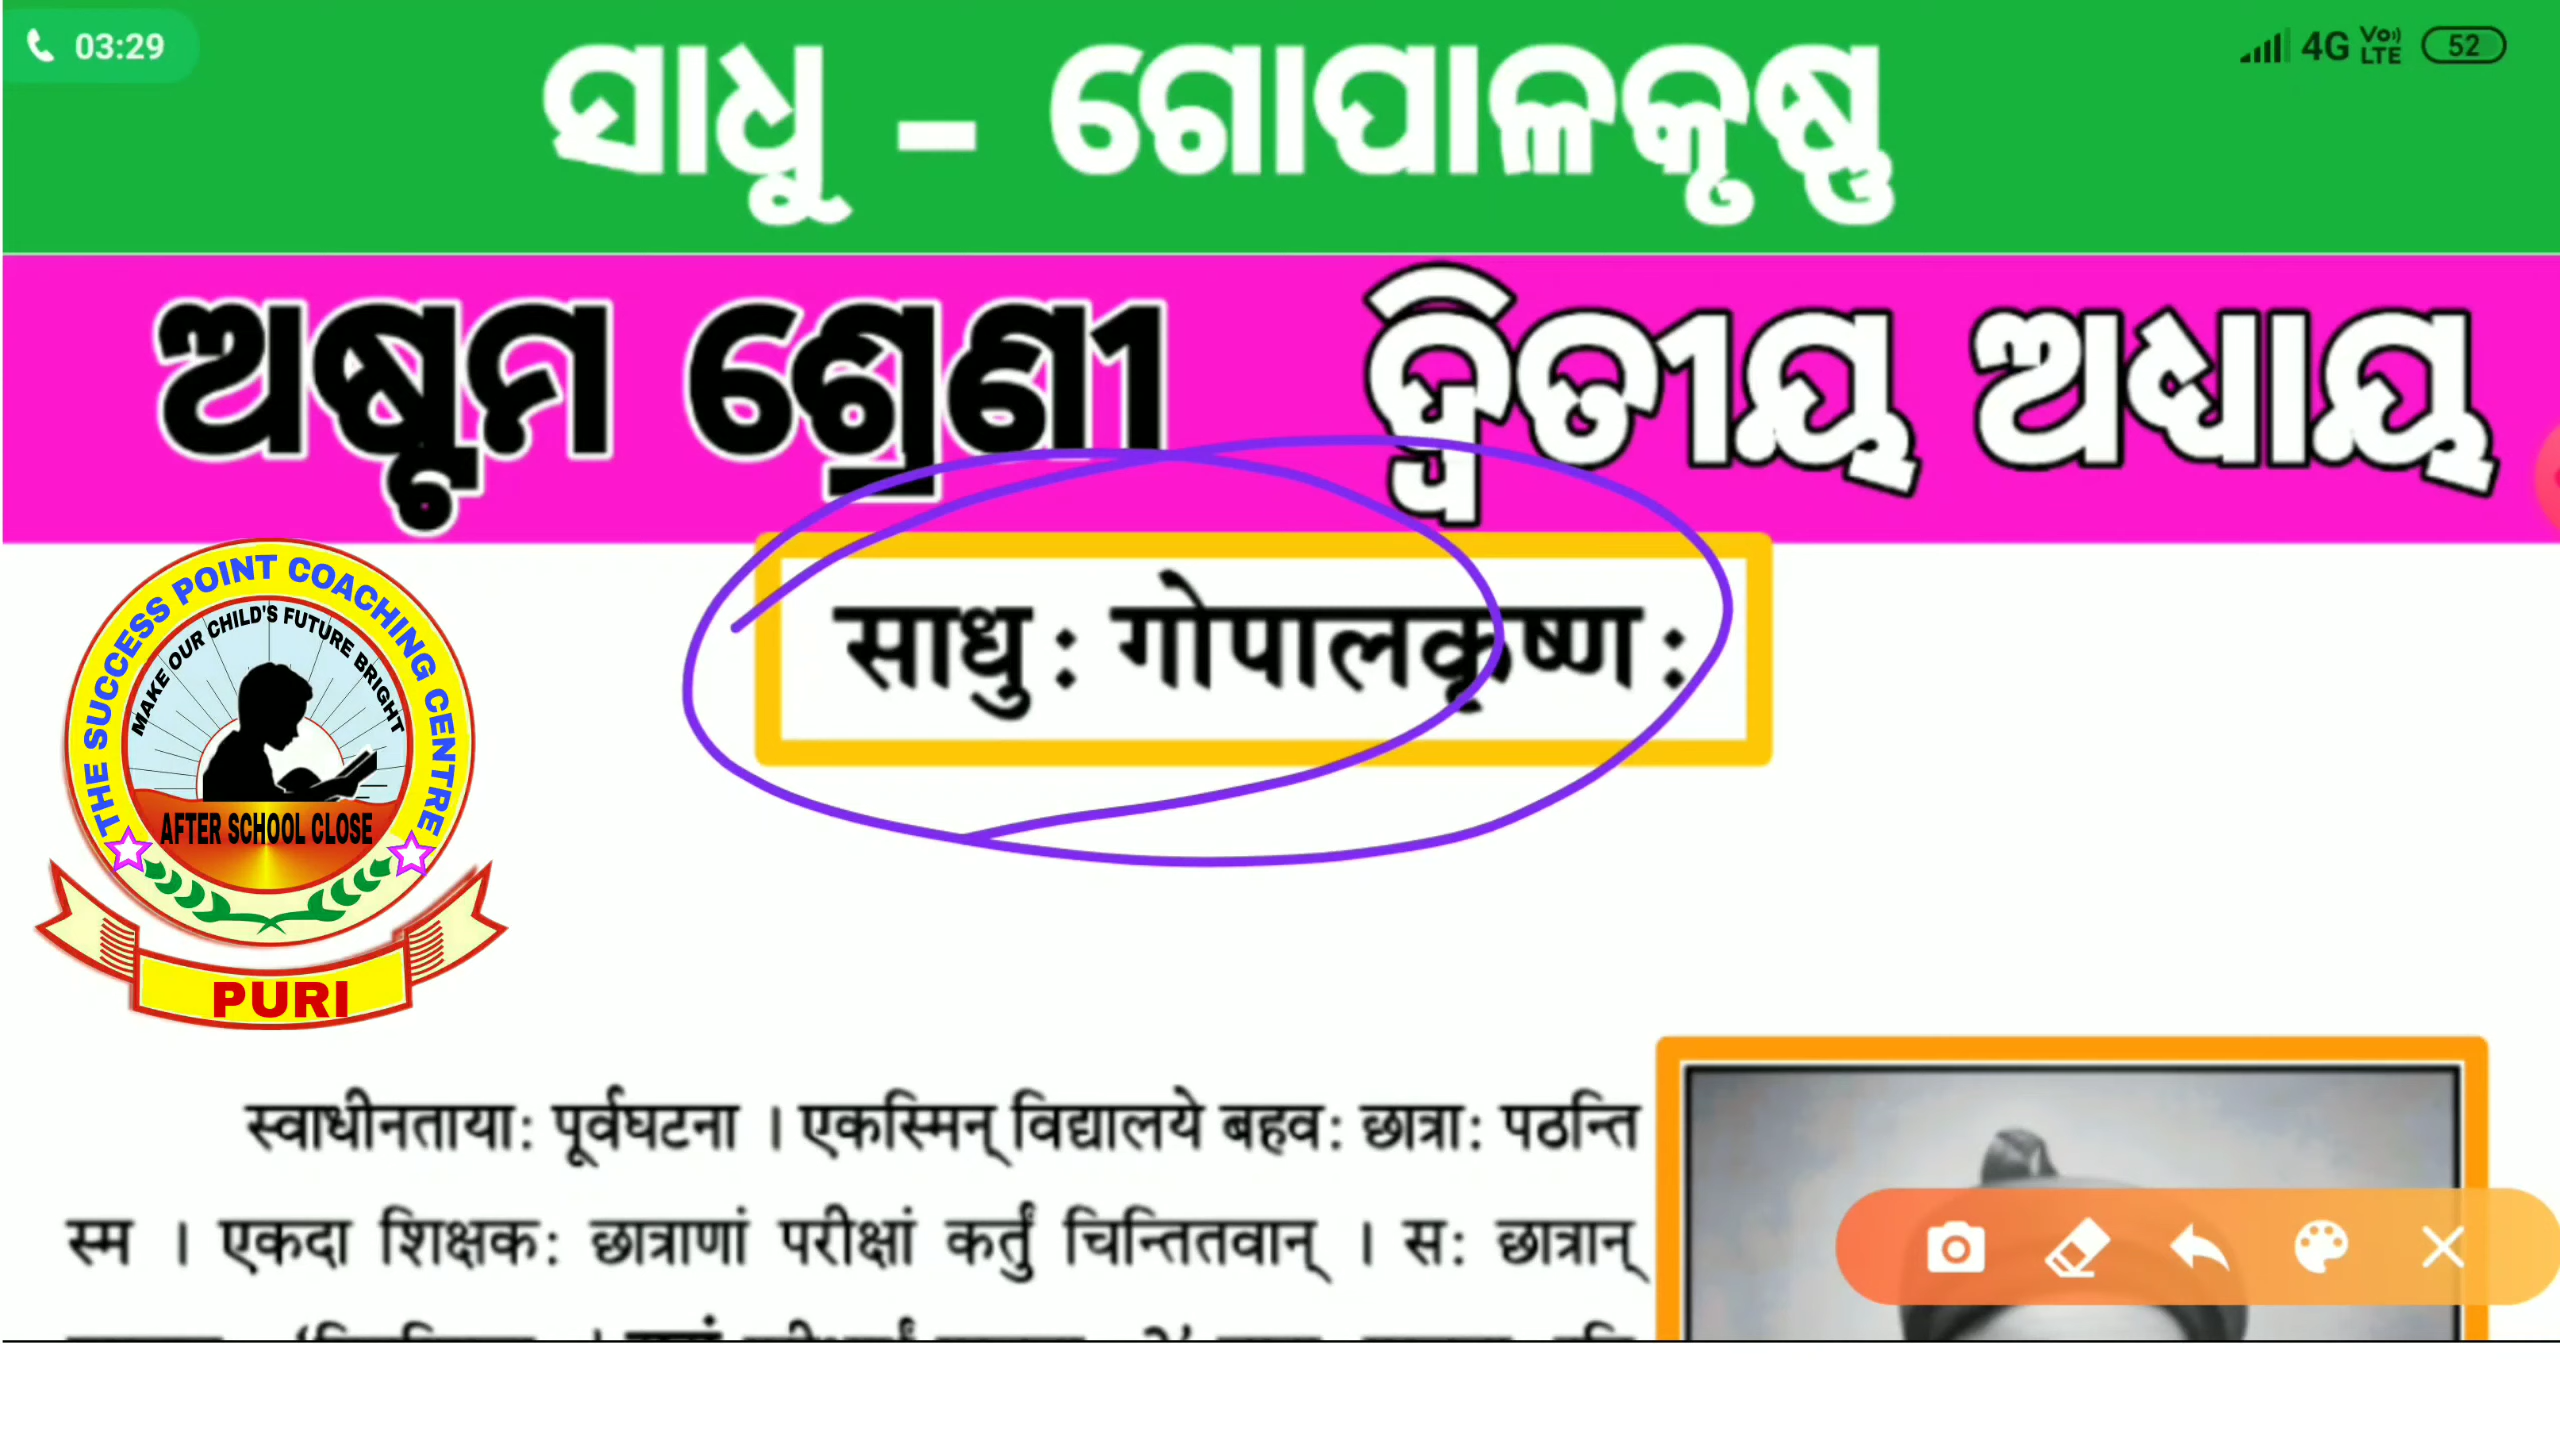 03:29
4G VoLTE 52
ସାଧୁ - ଗୋପାଳକୃଷ୍ଣ
ଅଷ୍ଟମ ଶ୍ରେଣୀ ଦ୍ଵିତୀୟ ଅଧ୍ୟାୟ
साधु: गोपालकृष्ण:
THE SUCCESS POINT COACHING CENTRE
MAKE OUR CHILD'S FUTURE BRIGHT
AFTER SCHOOL CLOSE
PURI
स्वाधीनताया: पूर्वघटना । एकस्मिन् विद्यालये बहव: छात्रा: पठन्ति
स्म । एकदा शिक्षक: छात्राणां परीक्षां कर्तुं चिन्तितवान् । स: छात्रान्